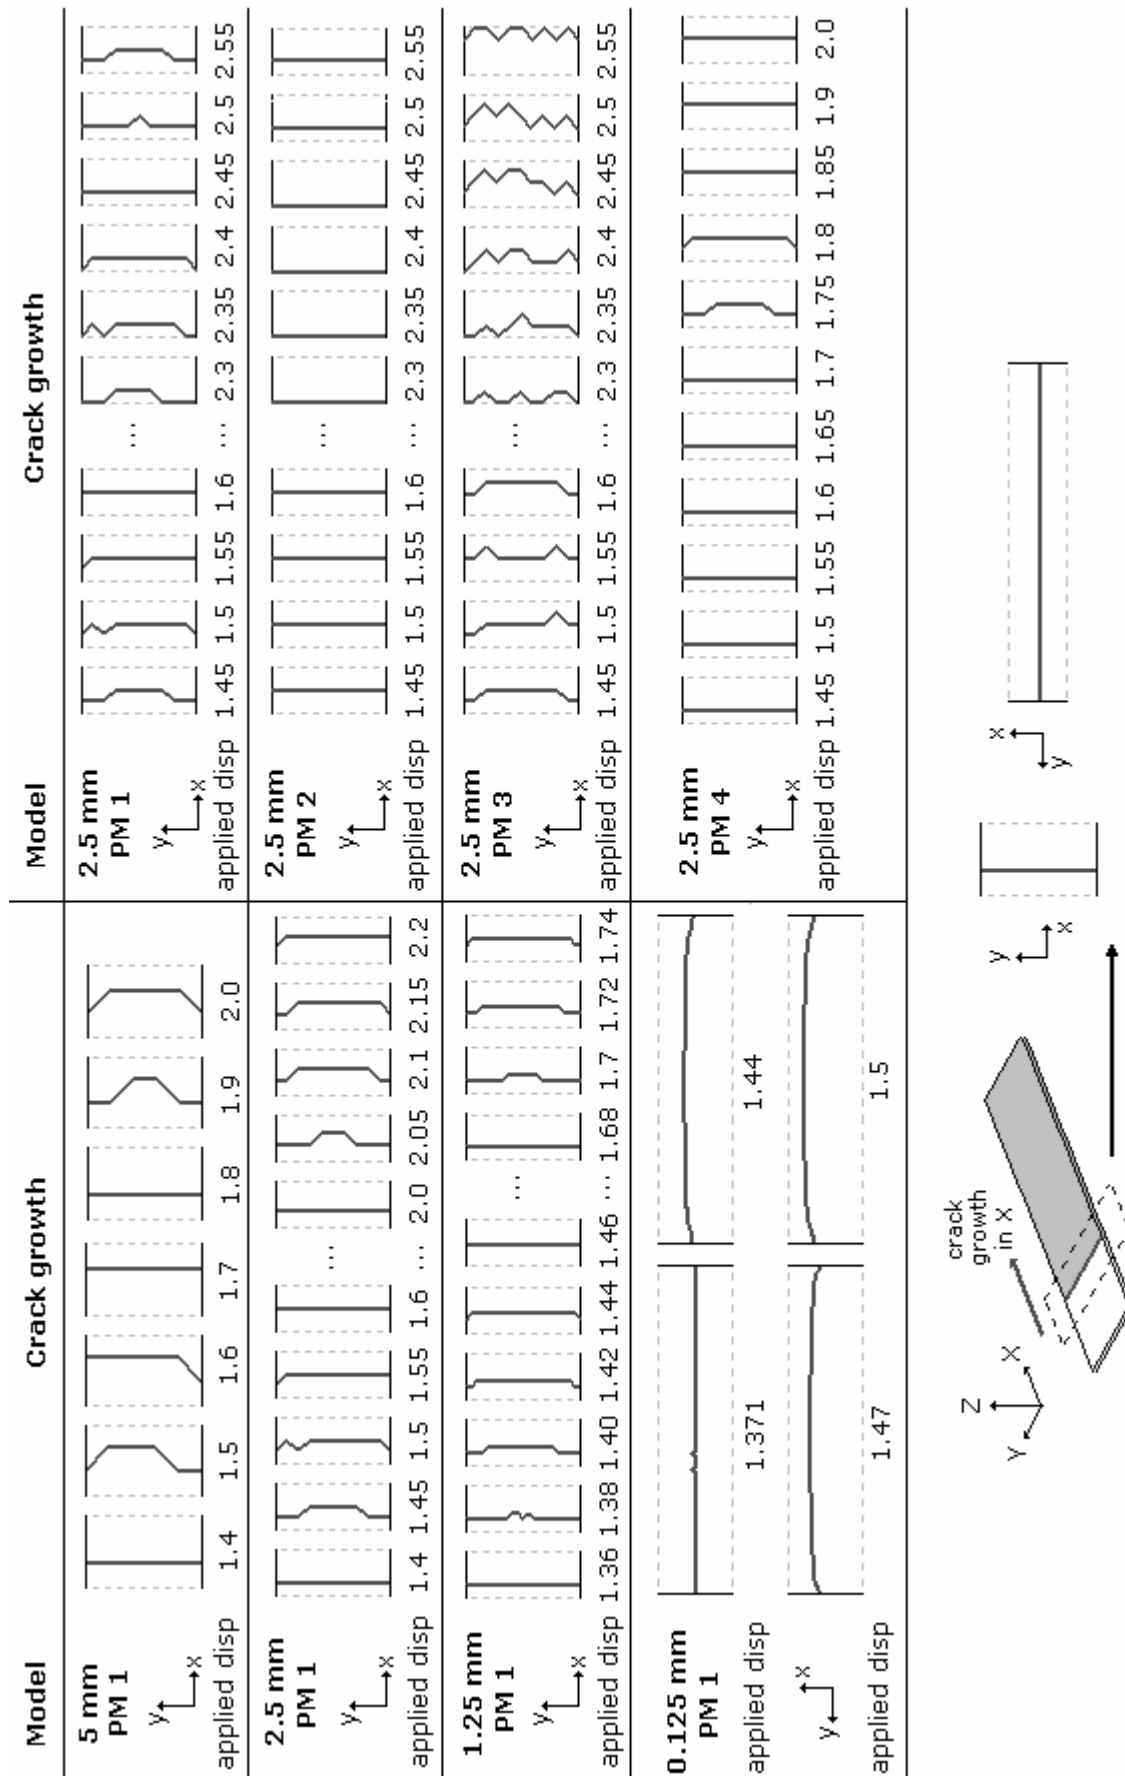 Model Crack growth Model Crack growth
5 mm
PM 1
y
x
applied disp 1.4 1.5 1.6 1.7 1.8 1.9 2.0
2.5 mm
PM 1
y
x
applied disp 1.45 1.5 1.55 1.6 ... 2.3 2.35 2.4 2.45 2.5 2.55
...
2.5 mm
PM 1
y
x
applied disp 1.4 1.45 1.5 1.55 1.6 ... 2.0 2.05 2.1 2.15 2.2
...
2.5 mm
PM 2
y
x
applied disp 1.45 1.5 1.55 1.6 ... 2.3 2.35 2.4 2.45 2.5 2.55
...
1.25 mm
PM 1
y
x
applied disp 1.36 1.38 1.40 1.42 1.44 1.46 ... 1.68 1.7 1.72 1.74
...
2.5 mm
PM 3
y
x
applied disp 1.45 1.5 1.55 1.6 ... 2.3 2.35 2.4 2.45 2.5 2.55
...
0.125 mm
PM 1
applied disp 1.371 1.44
x
y
applied disp 1.47 1.5
2.5 mm
PM 4
y
x
applied disp 1.45 1.5 1.55 1.6 1.65 1.7 1.75 1.8 1.85 1.9 2.0
Z
Y
X
crack
growth
in X
y
x
x
y